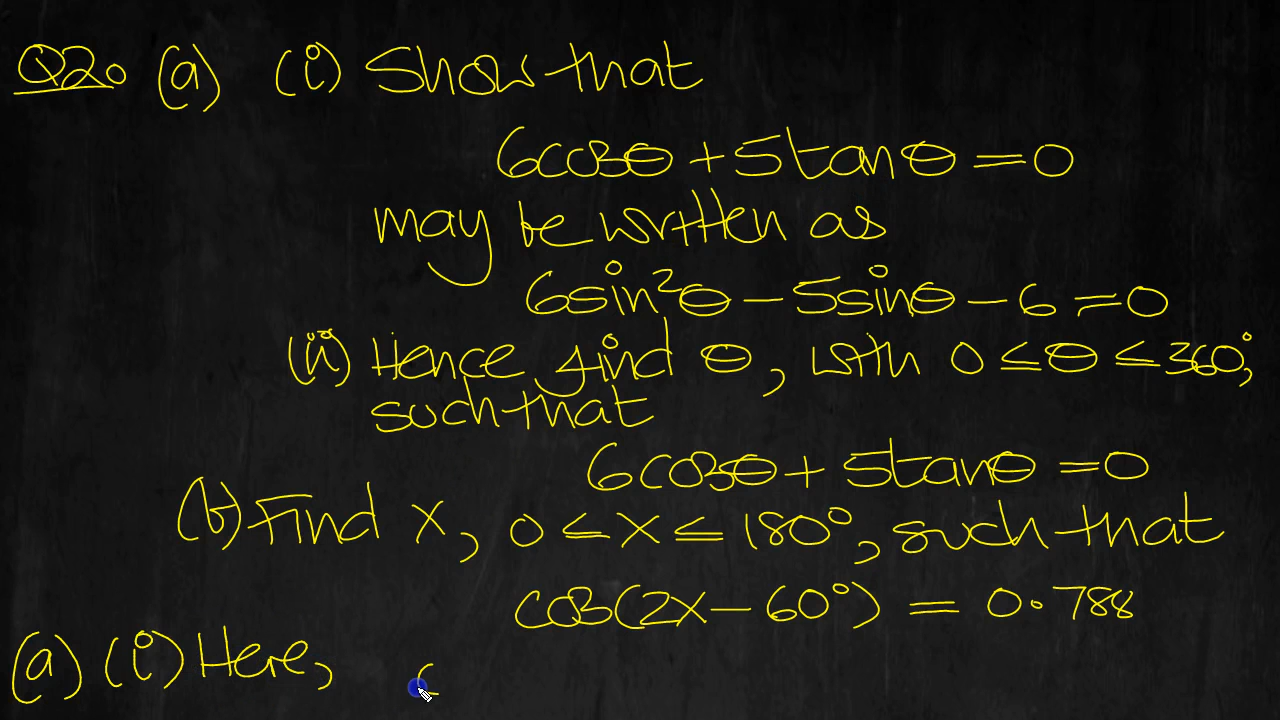 Q20 (a) (i) Show that
6cosθ + 5tanθ = 0
may be written as
6sin²θ - 5sinθ - 6 = 0
(ii) Hence find θ, with 0 ≤ θ ≤ 360°,
such that
6cosθ + 5tanθ = 0
(b) Find x, 0 ≤ x ≤ 180°, such that
cos(2x - 60°) = 0.788
(a) (i) Here,